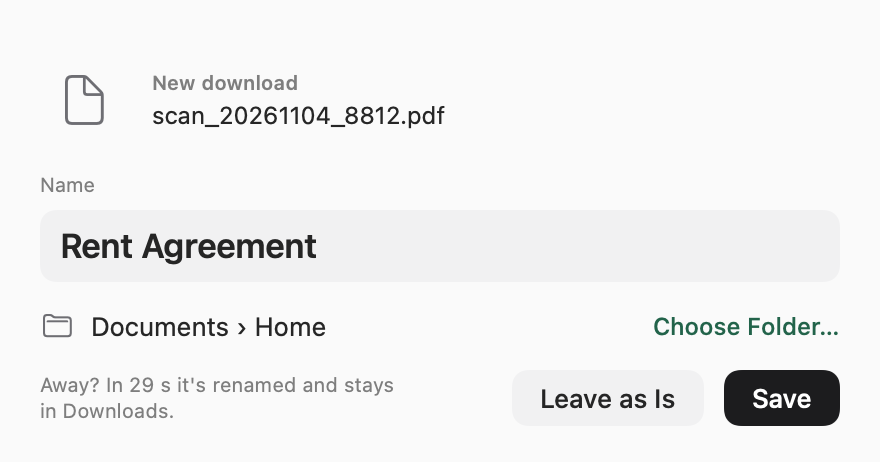 New download
scan_20261104_8812.pdf
Name
Rent Agreement
Documents › Home
Choose Folder...
Away? In 29 s it's renamed and stays
in Downloads.
Leave as Is
Save